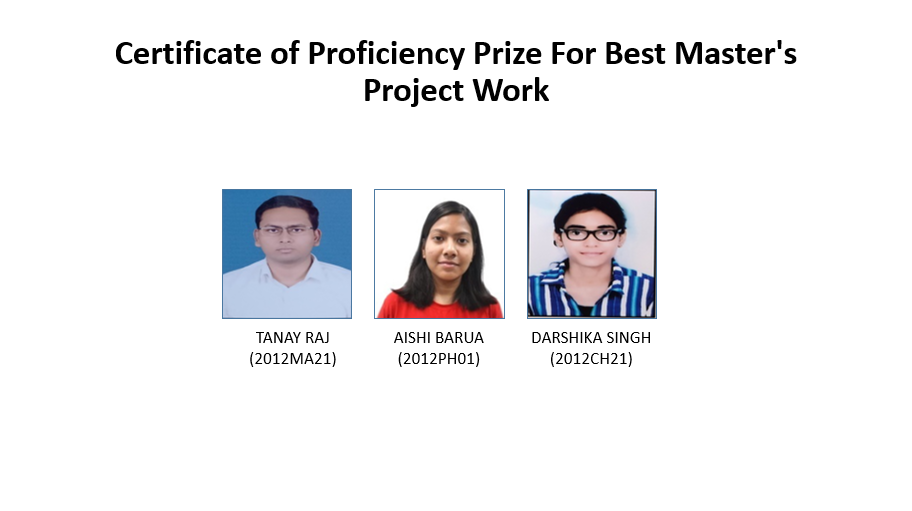 Certificate of Proficiency Prize For Best Master's
Project Work
TANAY RAJ
(2012MA21)
AISHI BARUA
(2012PH01)
DARSHIKA SINGH
(2012CH21)